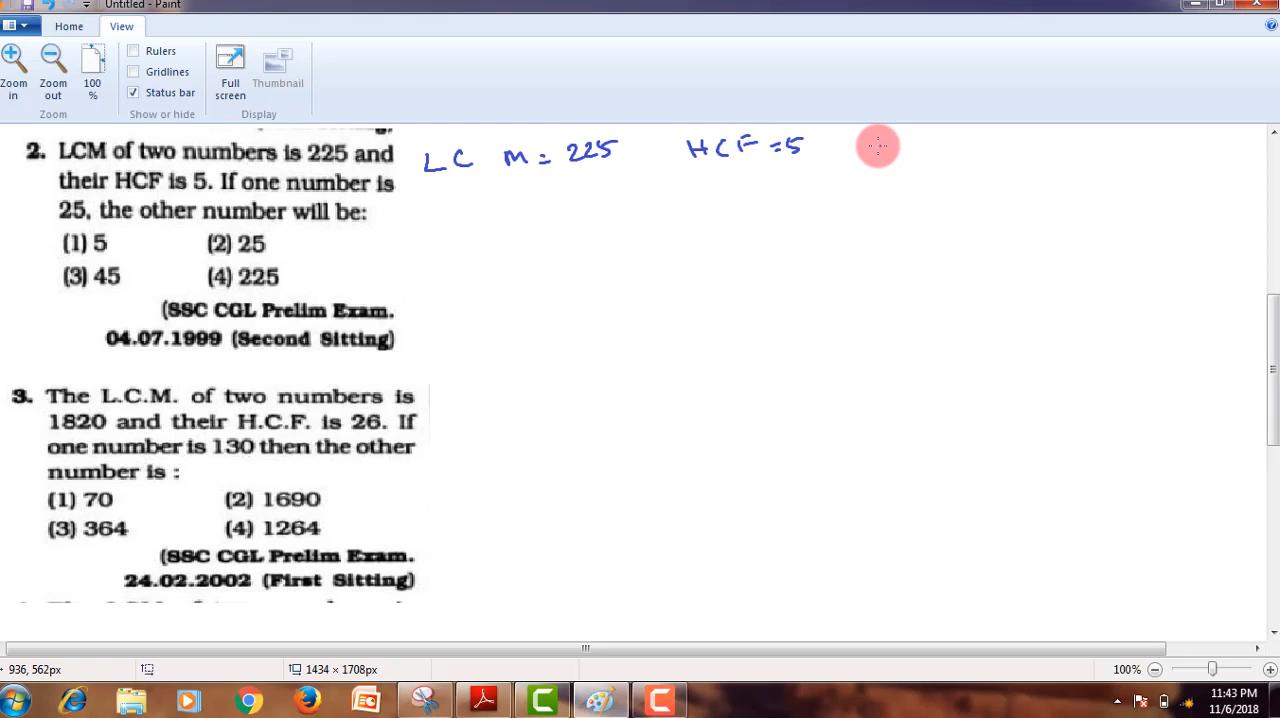 Untitled - Paint
Home View
Zoom in
Zoom out
100 %
Rulers
Gridlines
Status bar
Full screen
Thumbnail
Zoom
Show or hide
Display
2. LCM of two numbers is 225 and
their HCF is 5. If one number is
25, the other number will be:
(1) 5 (2) 25
(3) 45 (4) 225
(SSC CGL Prelim Exam.
04.07.1999 (Second Sitting)
LC M = 225 HCF = 5
3. The L.C.M. of two numbers is
1820 and their H.C.F. is 26. If
one number is 130 then the other
number is :
(1) 70 (2) 1690
(3) 364 (4) 1264
(SSC CGL Prelim Exam.
24.02.2002 (First Sitting)
936, 562px
1434 × 1708px
100%
11:43 PM
11/6/2018